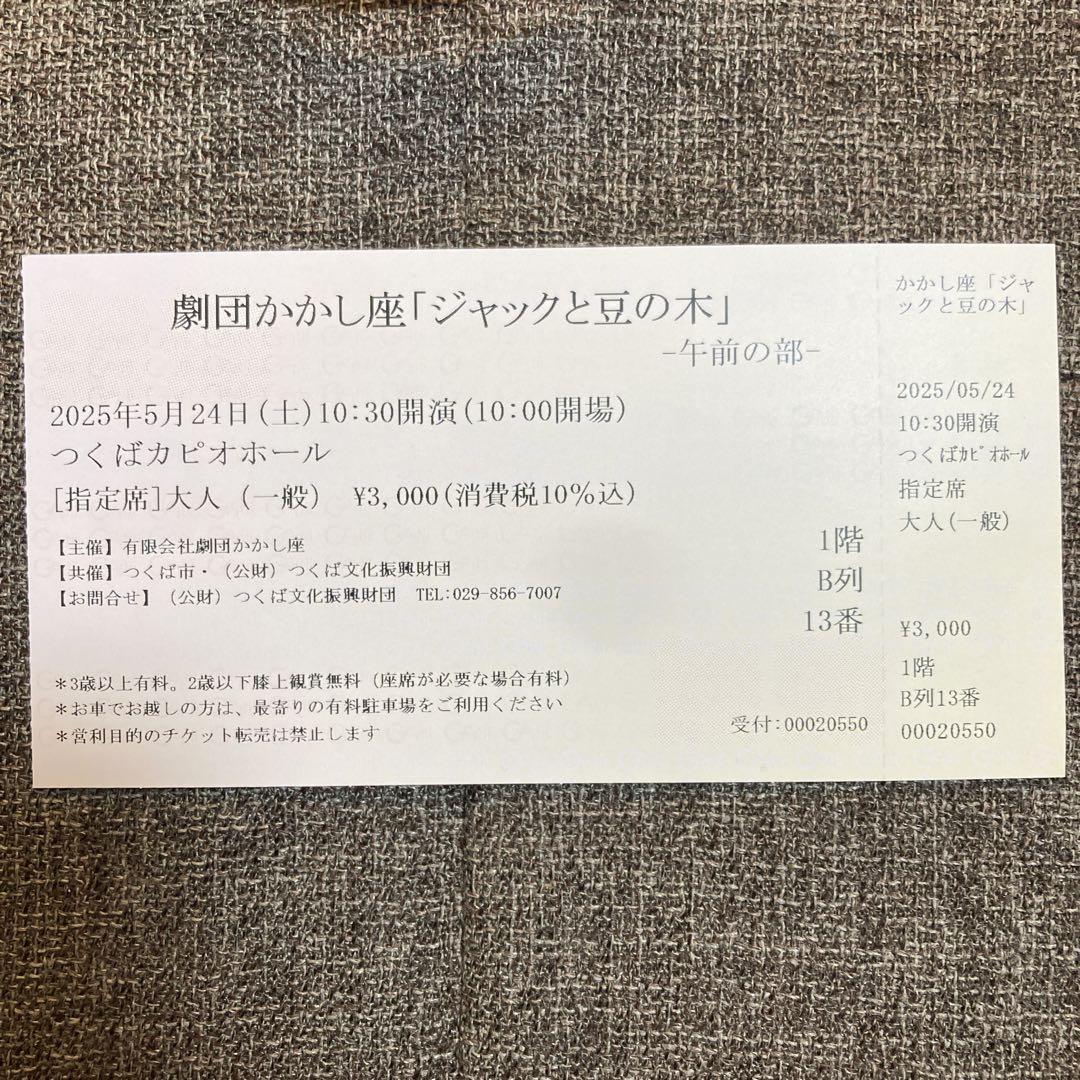 劇団かかし座「ジャックと豆の木」
-午前の部-
2025年5月24日(土)10:30開演(10:00開場)
つくばカピオホール
[指定席]大人（一般） ¥3,000(消費税10%込)
【主催】有限会社劇団かかし座
【共催】つくば市・（公財）つくば文化振興財団
【お問合せ】（公財）つくば文化振興財団 TEL:029-856-7007
1階
B列
13番
＊3歳以上有料。2歳以下膝上観賞無料（座席が必要な場合有料）
＊お車でお越しの方は、最寄りの有料駐車場をご利用ください
＊営利目的のチケット転売は禁止します
受付:00020550
かかし座「ジャ
ックと豆の木」
2025/05/24
10:30開演
つくばｶﾋﾟｵﾎｰﾙ
指定席
大人(一般)
¥3,000
1階
B列13番
00020550